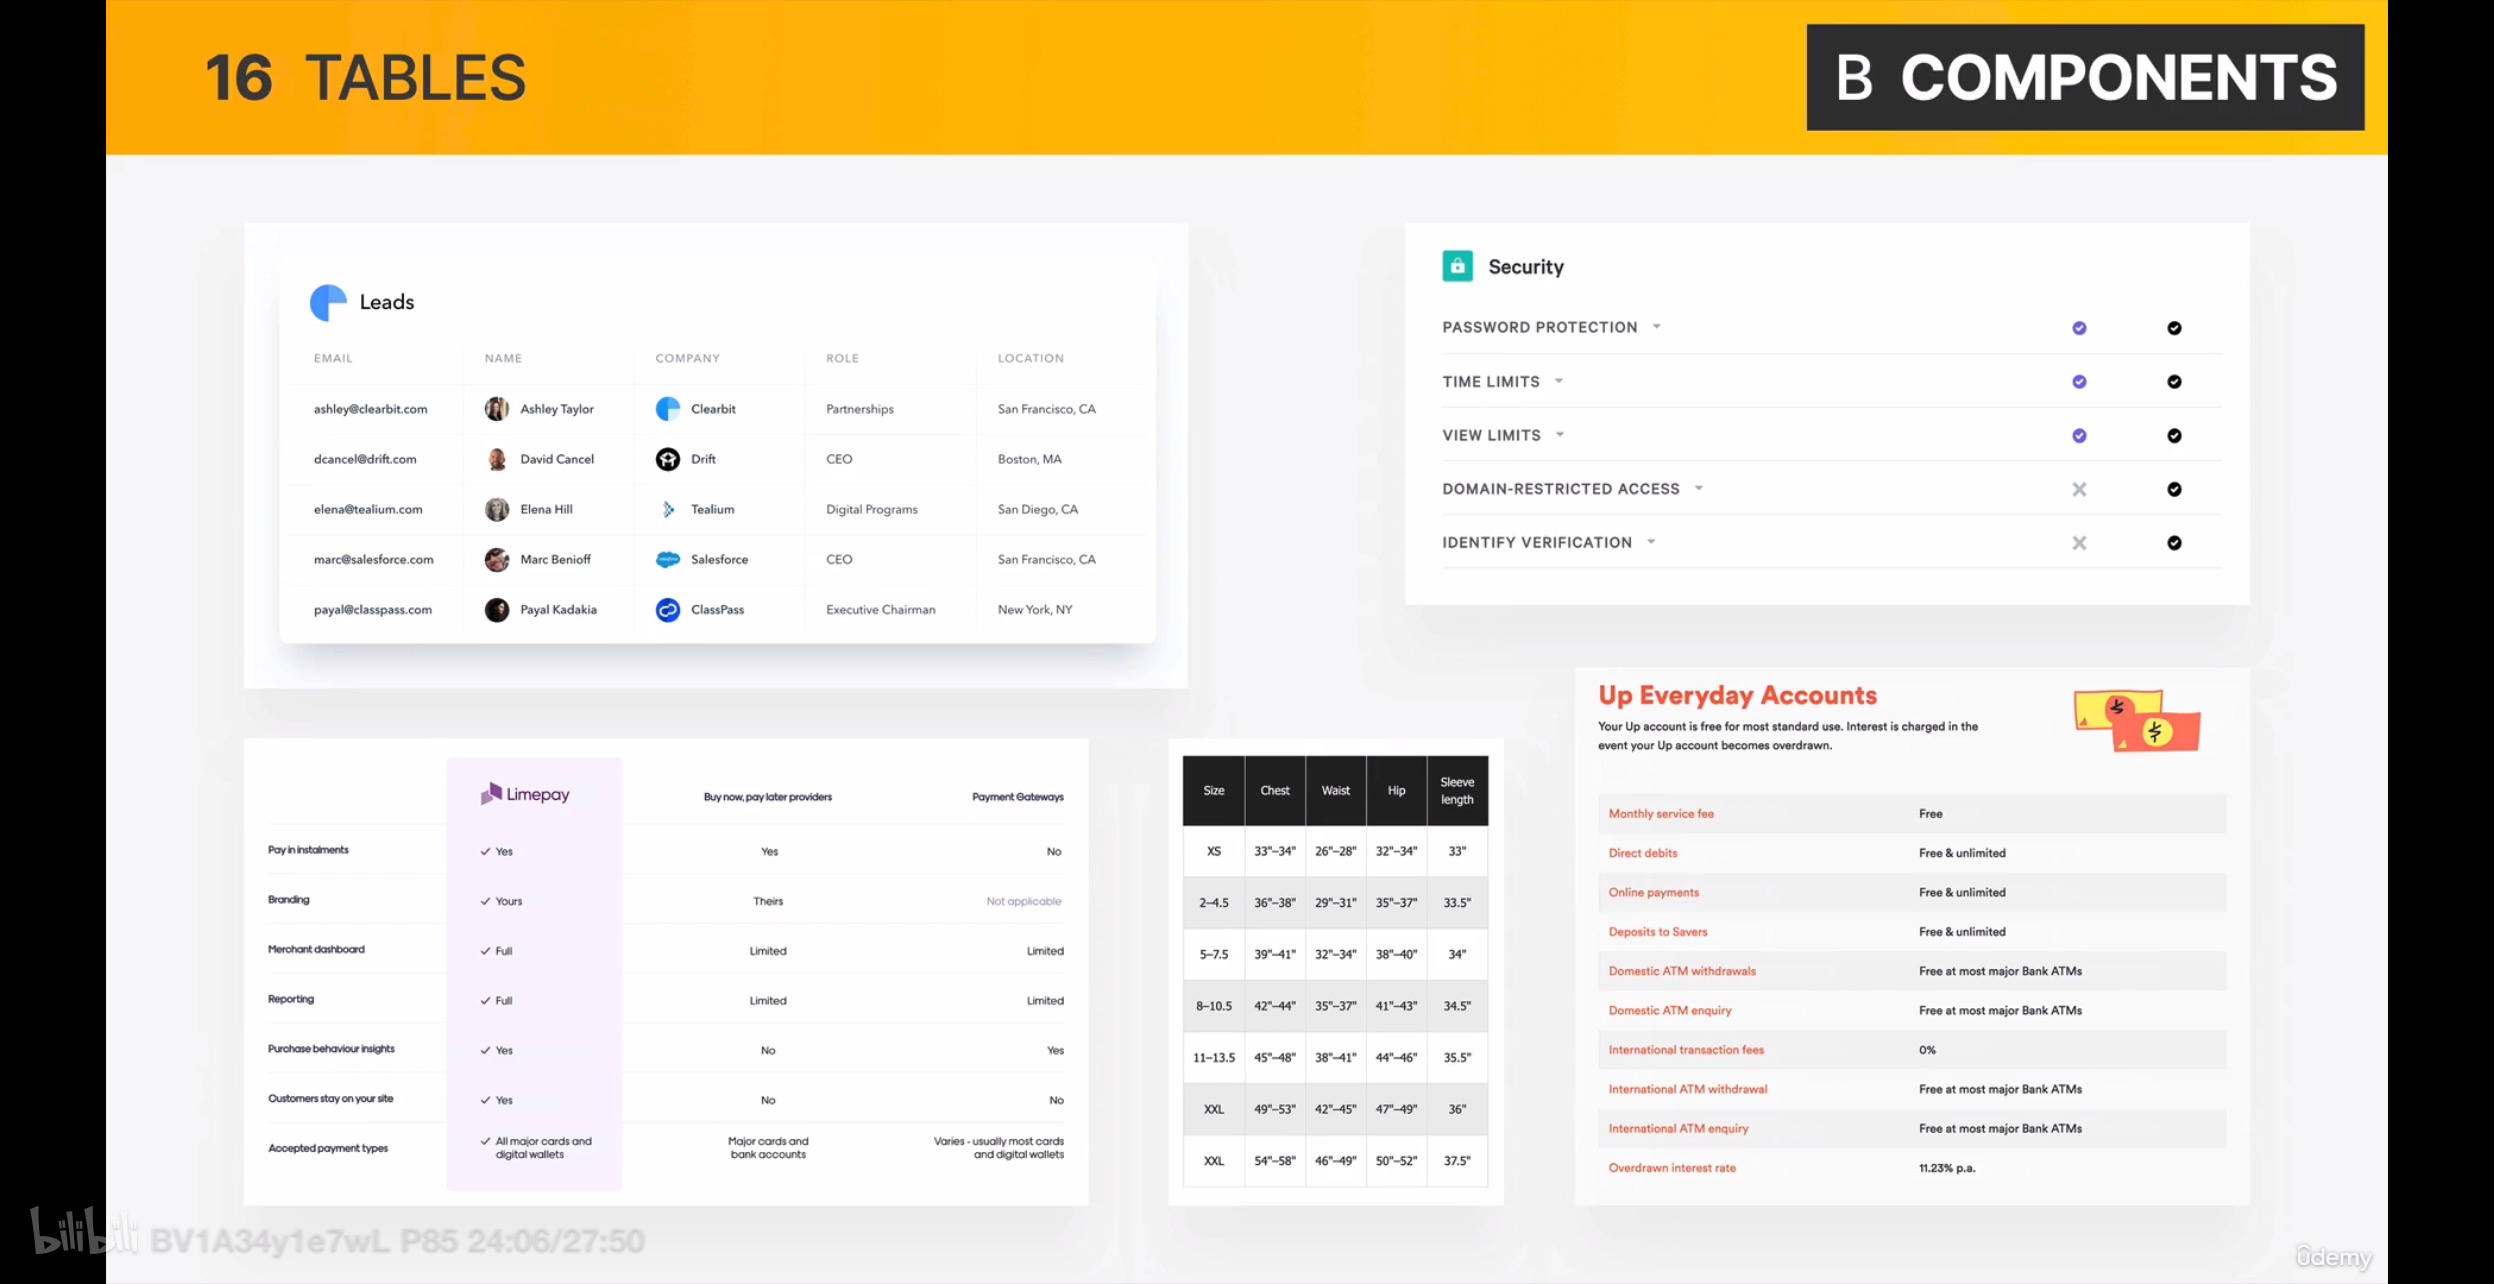 16 TABLES
B COMPONENTS
Leads
EMAIL NAME COMPANY ROLE LOCATION
ashley@clearbit.com Ashley Taylor Clearbit Partnerships San Francisco, CA
dcancel@drift.com David Cancel Drift CEO Boston, MA
elena@tealium.com Elena Hill Tealium Digital Programs San Diego, CA
marc@salesforce.com Marc Benioff Salesforce CEO San Francisco, CA
payal@classpass.com Payal Kadakia ClassPass Executive Chairman New York, NY
Security
PASSWORD PROTECTION
TIME LIMITS
VIEW LIMITS
DOMAIN-RESTRICTED ACCESS
IDENTIFY VERIFICATION
Limepay Buy now, pay later providers Payment Gateways
Pay in instalments Yes Yes No
Branding Yours Theirs Not applicable
Merchant dashboard Full Limited Limited
Reporting Full Limited Limited
Purchase behaviour insights Yes No Yes
Customers stay on your site Yes No No
Accepted payment types All major cards and Major cards and Varies - usually most cards
digital wallets bank accounts and digital wallets
Size Chest Waist Hip Sleeve
length
XS 33"–34" 26"–28" 32"–34" 33"
2–4.5 36"–38" 29"–31" 35"–37" 33.5"
5–7.5 39"–41" 32"–34" 38"–40" 34"
8–10.5 42"–44" 35"–37" 41"–43" 34.5"
11–13.5 45"–48" 38"–41" 44"–46" 35.5"
XXL 49"–53" 42"–45" 47"–49" 36"
XXL 54"–58" 46"–49" 50"–52" 37.5"
Up Everyday Accounts
Your Up account is free for most standard use. Interest is charged in the
event your Up account becomes overdrawn.
Monthly service fee Free
Direct debits Free & unlimited
Online payments Free & unlimited
Deposits to Savers Free & unlimited
Domestic ATM withdrawals Free at most major Bank ATMs
Domestic ATM enquiry Free at most major Bank ATMs
International transaction fees 0%
International ATM withdrawal Free at most major Bank ATMs
International ATM enquiry Free at most major Bank ATMs
Overdrawn interest rate 11.23% p.a.
bilibili BV1A34y1e7wL P85 24:06/27:50
ûdemy